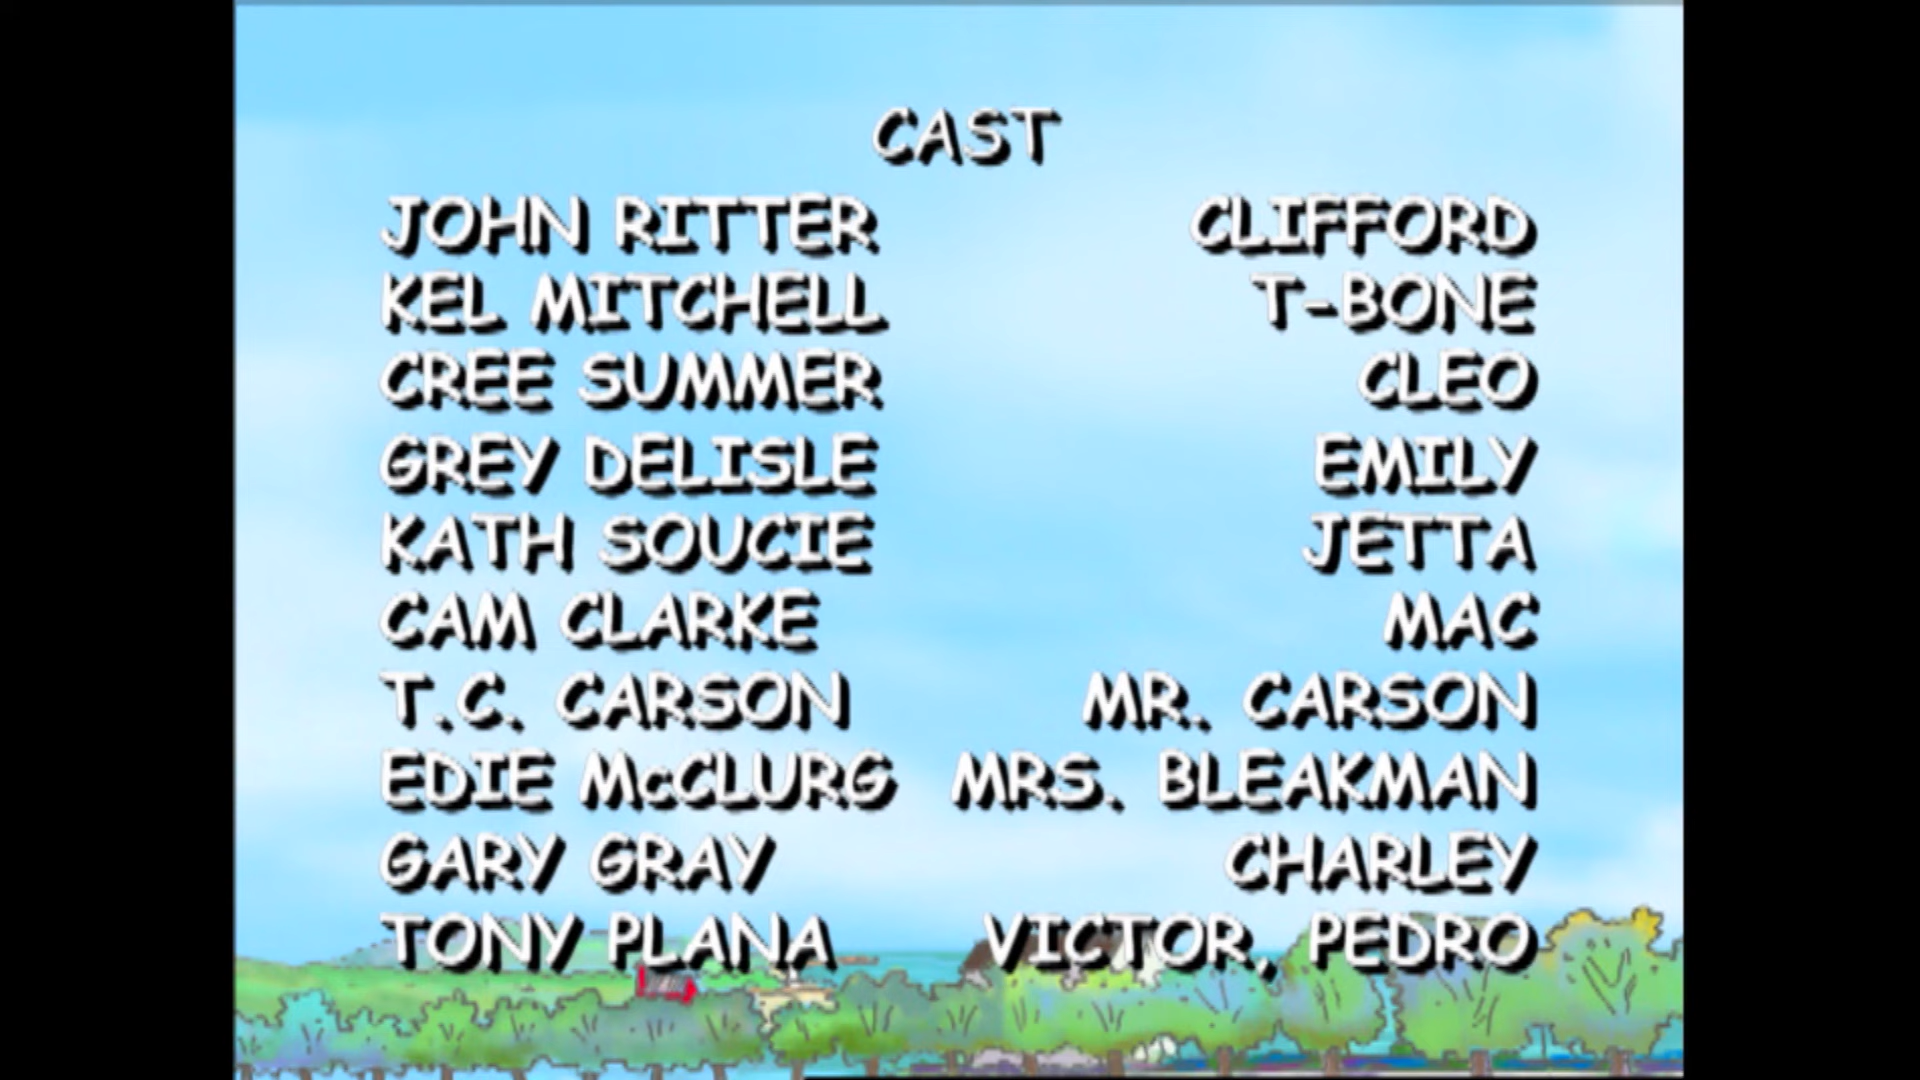 CAST
JOHN RITTER CLIFFORD
KEL MITCHELL T-BONE
CREE SUMMER CLEO
GREY DELISLE EMILY
KATH SOUCIE JETTA
CAM CLARKE MAC
T.C. CARSON MR. CARSON
EDIE McCLURG MRS. BLEAKMAN
GARY GRAY CHARLEY
TONY PLANA VICTOR, PEDRO